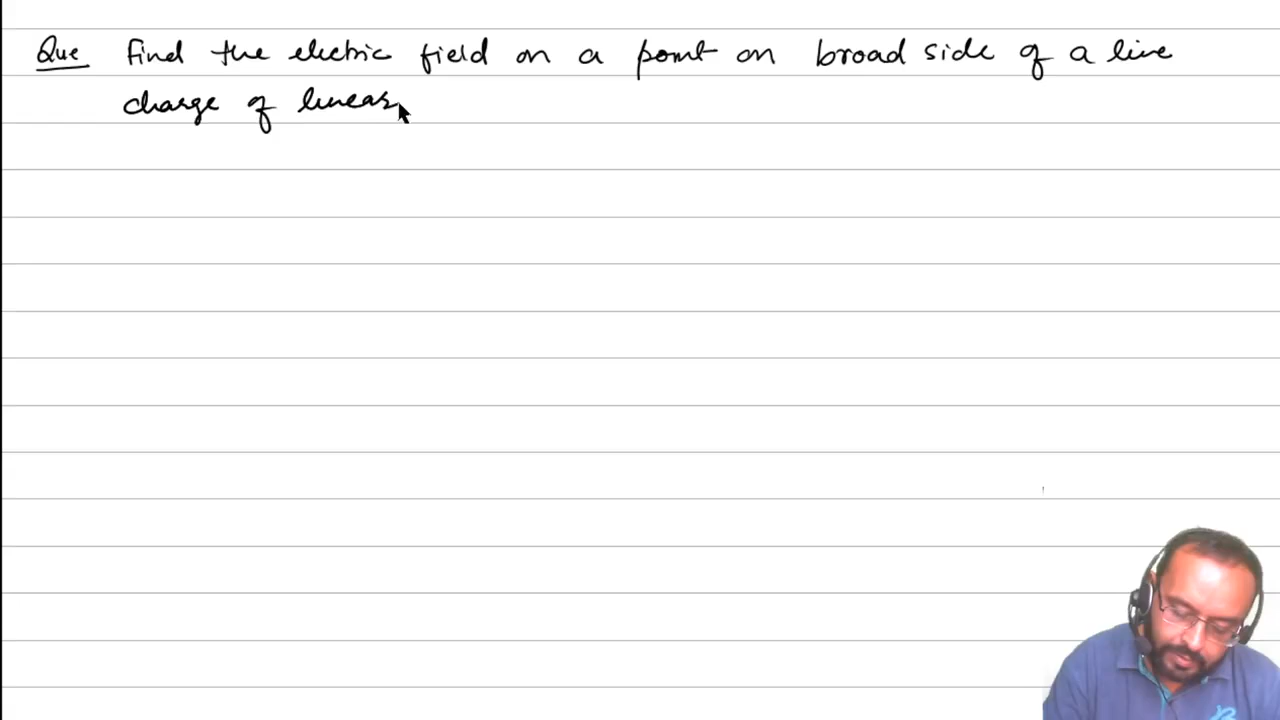 Que Find the electric field on a point on broad side of a line
charge of linear